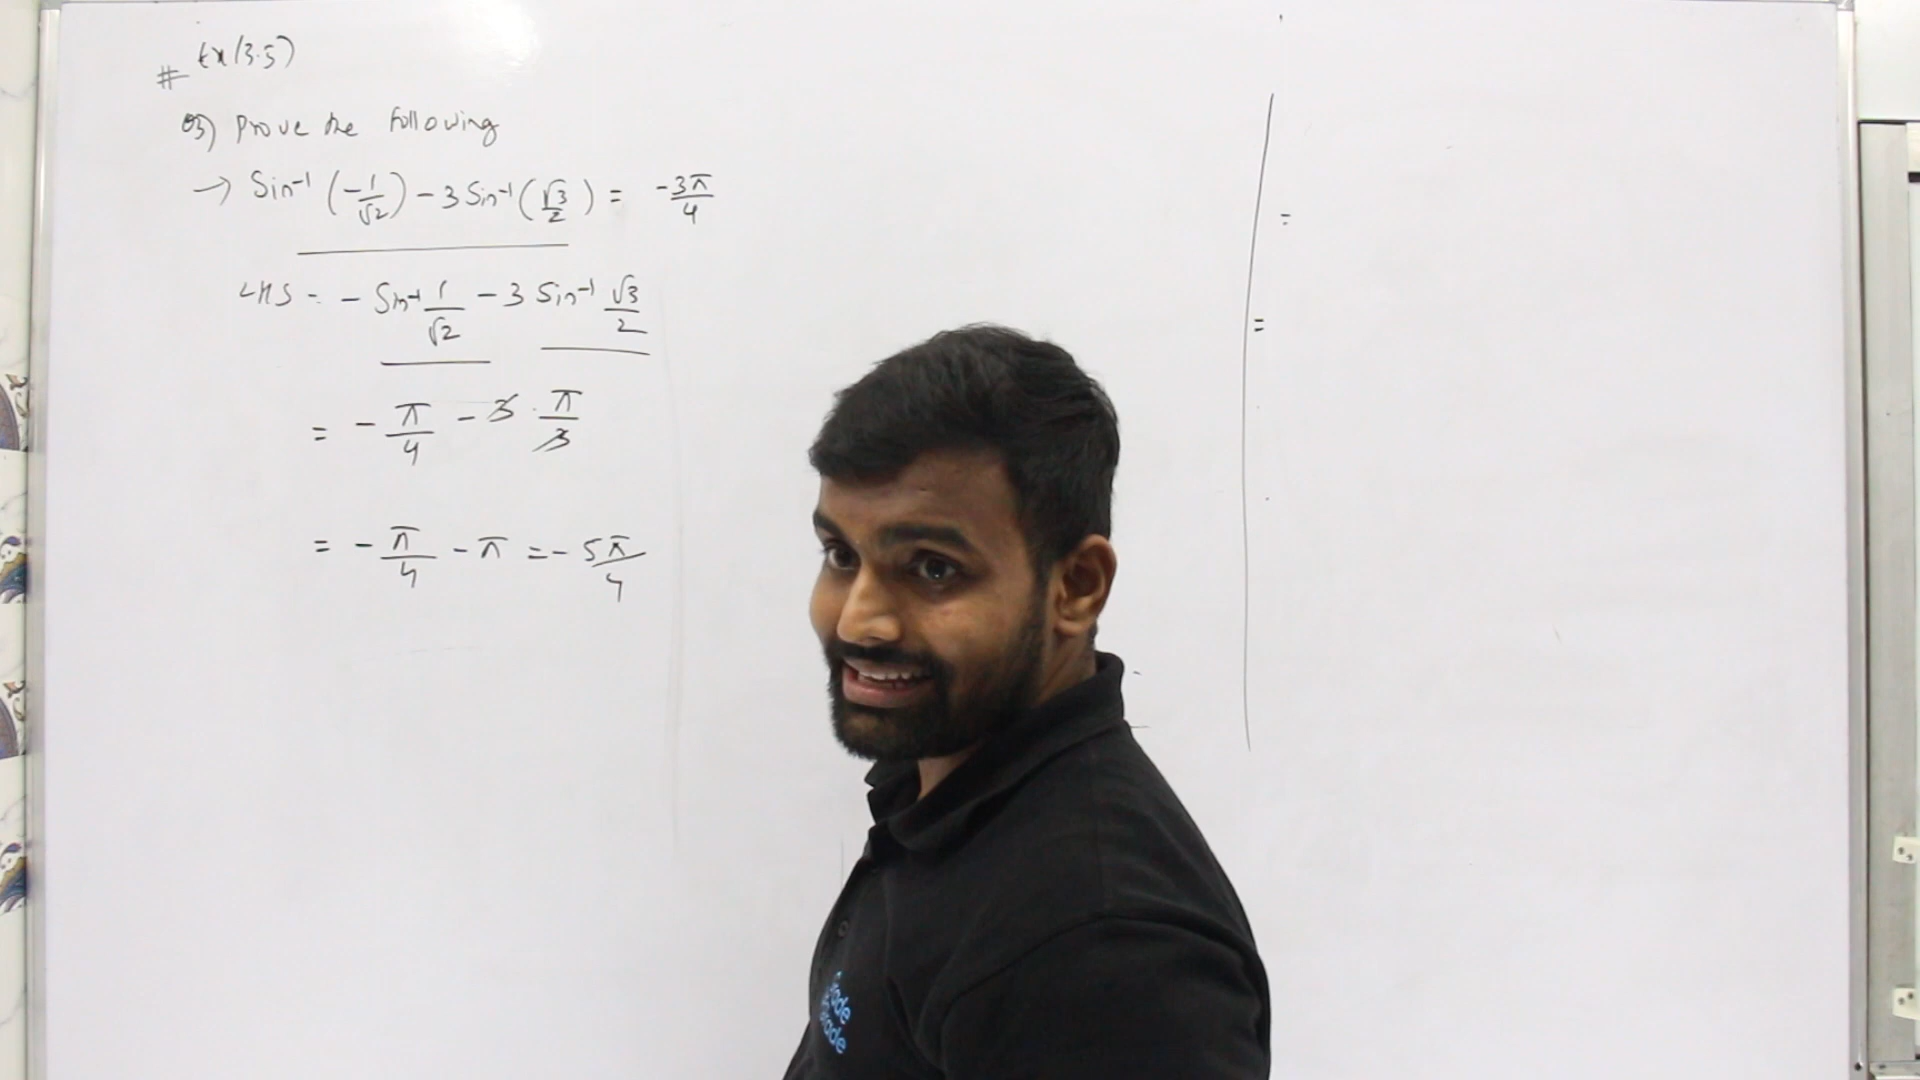 # Ex (3.5)
Q3) Prove the following
→ Sin⁻¹ (-1/√2) - 3 Sin⁻¹ (√3/2) = -3π/4
LHS = - Sin⁻¹ 1/√2 - 3 Sin⁻¹ √3/2
= - π/4 - 3 · π/3
= - π/4 - π = - 5π/4
=
=